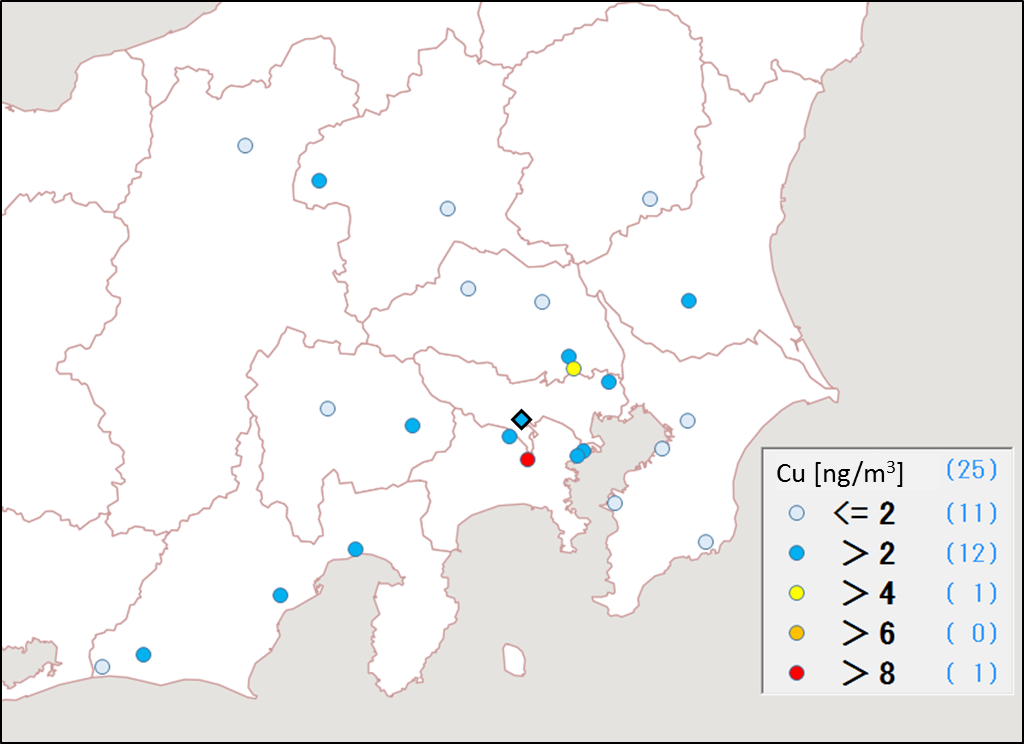 Cu [ng/m³] (25)
<= 2 (11)
> 2 (12)
> 4 ( 1)
> 6 ( 0)
> 8 ( 1)